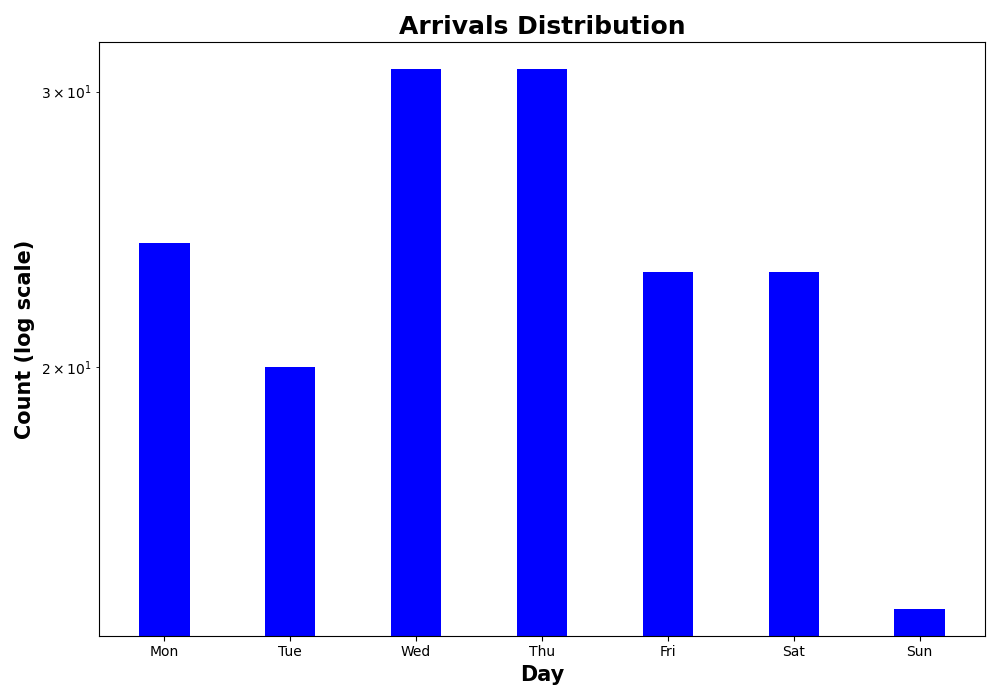 Arrivals Distribution
Count (log scale)
3 × 10¹
2 × 10¹
Mon Tue Wed Thu Fri Sat Sun
Day